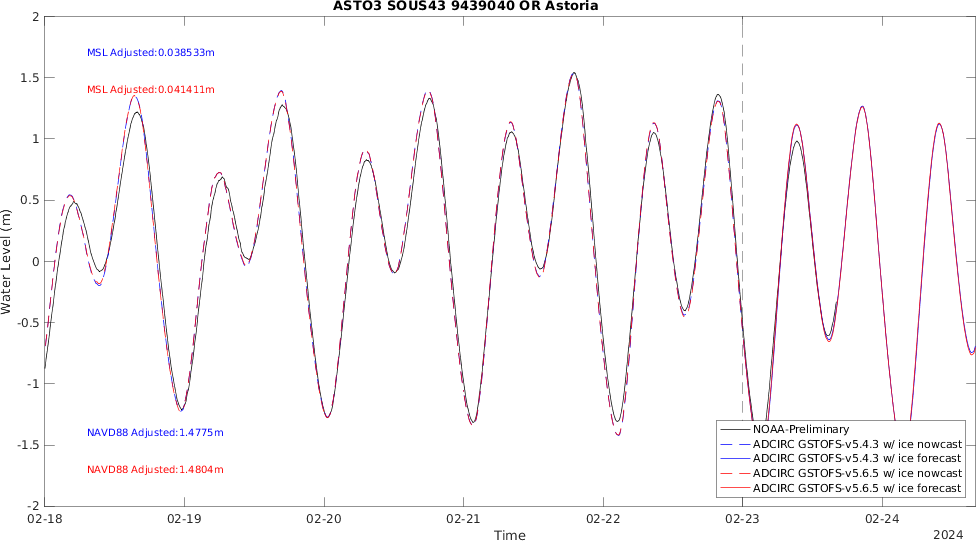 ASTO3 SOUS43 9439040 OR Astoria
2
1.5
1
0.5
0
-0.5
-1
-1.5
-2
Water Level (m)
MSL Adjusted:0.038533m
MSL Adjusted:0.041411m
NAVD88 Adjusted:1.4775m
NAVD88 Adjusted:1.4804m
NOAA-Preliminary
ADCIRC GSTOFS-v5.4.3 w/ ice nowcast
ADCIRC GSTOFS-v5.4.3 w/ ice forecast
ADCIRC GSTOFS-v5.6.5 w/ ice nowcast
ADCIRC GSTOFS-v5.6.5 w/ ice forecast
02-18 02-19 02-20 02-21 02-22 02-23 02-24
Time
2024